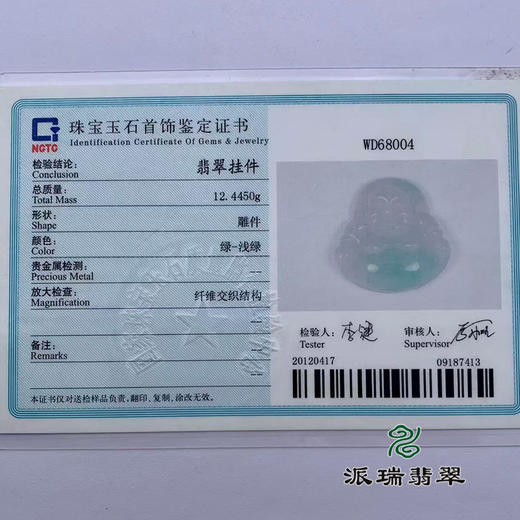 NGTC
珠宝玉石首饰鉴定证书
Identification Certificate Of Gems & Jewelry
检验结论:
Conclusion
翡翠挂件
总质量:
Total Mass
12.4450g
形状:
Shape
雕件
颜色:
Color
绿-浅绿
贵金属检测:
Precious Metal
--
放大检查:
Magnification
纤维交织结构
--
备注:
Remarks
--
本证书仅对送检样品负责,翻印、复制、涂改无效。
WD68004
检验人:
Tester
审核人:
Supervisor
20120417
09187413
派瑞翡翠